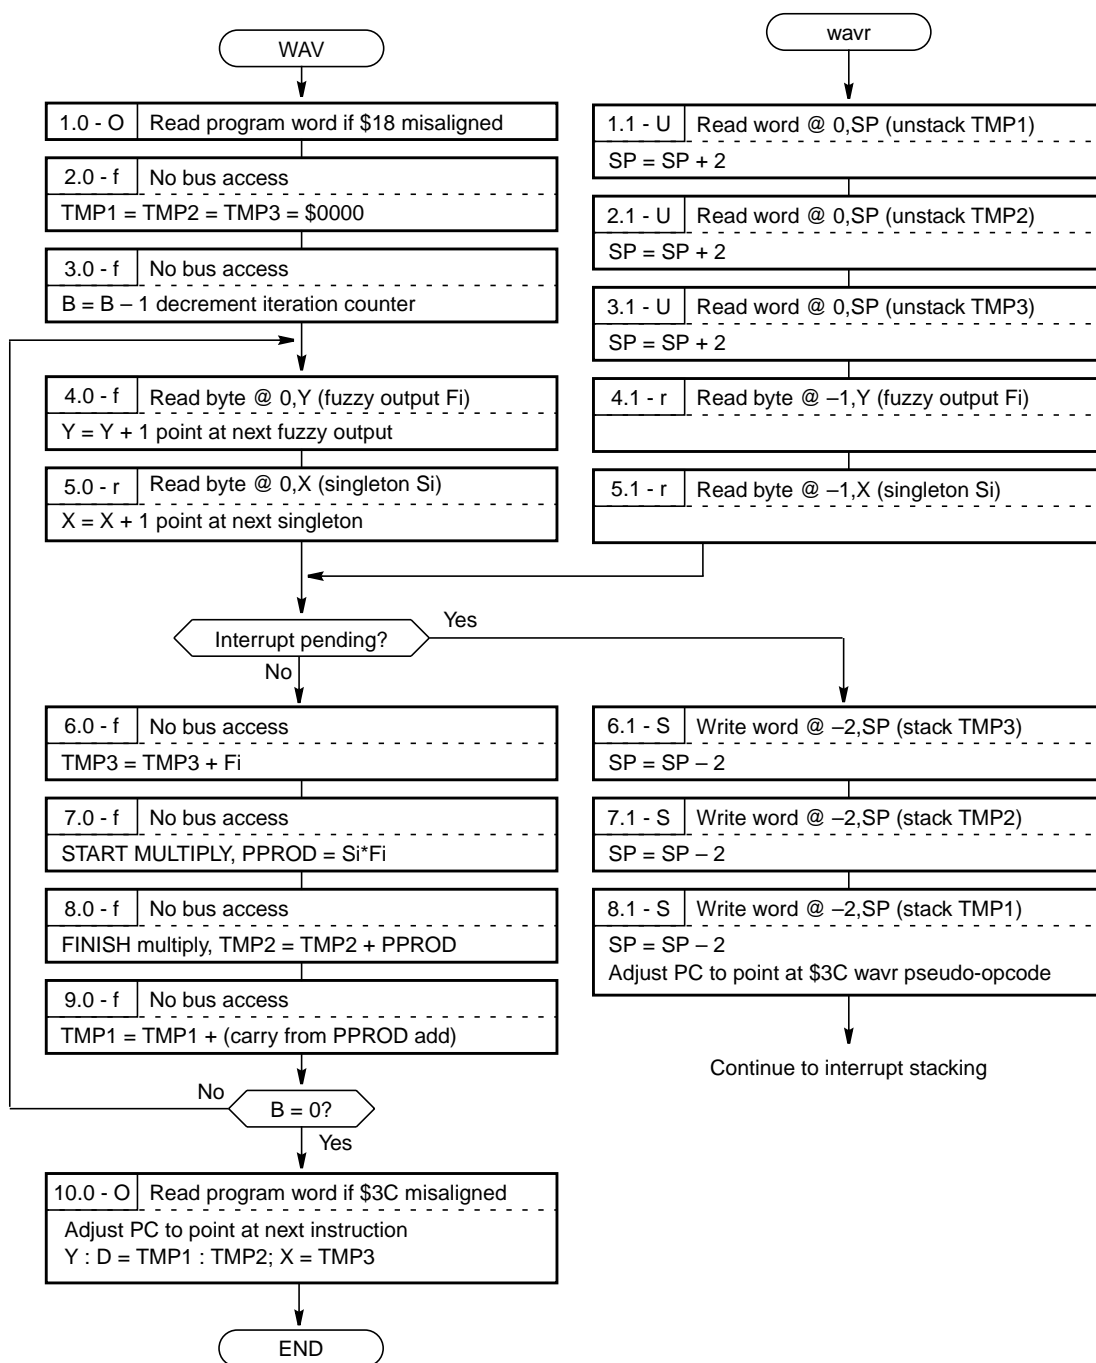 WAV
1.0 - O Read program word if $18 misaligned
2.0 - f No bus access
TMP1 = TMP2 = TMP3 = $0000
3.0 - f No bus access
B = B – 1 decrement iteration counter
4.0 - f Read byte @ 0,Y (fuzzy output Fi)
Y = Y + 1 point at next fuzzy output
5.0 - r Read byte @ 0,X (singleton Si)
X = X + 1 point at next singleton
wavr
1.1 - U Read word @ 0,SP (unstack TMP1)
SP = SP + 2
2.1 - U Read word @ 0,SP (unstack TMP2)
SP = SP + 2
3.1 - U Read word @ 0,SP (unstack TMP3)
SP = SP + 2
4.1 - r Read byte @ –1,Y (fuzzy output Fi)
5.1 - r Read byte @ –1,X (singleton Si)
Interrupt pending?
Yes
No
6.0 - f No bus access
TMP3 = TMP3 + Fi
7.0 - f No bus access
START MULTIPLY, PPROD = Si*Fi
8.0 - f No bus access
FINISH multiply, TMP2 = TMP2 + PPROD
9.0 - f No bus access
TMP1 = TMP1 + (carry from PPROD add)
No
B = 0?
Yes
10.0 - O Read program word if $3C misaligned
Adjust PC to point at next instruction
Y : D = TMP1 : TMP2; X = TMP3
END
6.1 - S Write word @ –2,SP (stack TMP3)
SP = SP – 2
7.1 - S Write word @ –2,SP (stack TMP2)
SP = SP – 2
8.1 - S Write word @ –2,SP (stack TMP1)
SP = SP – 2
Adjust PC to point at $3C wavr pseudo-opcode
Continue to interrupt stacking